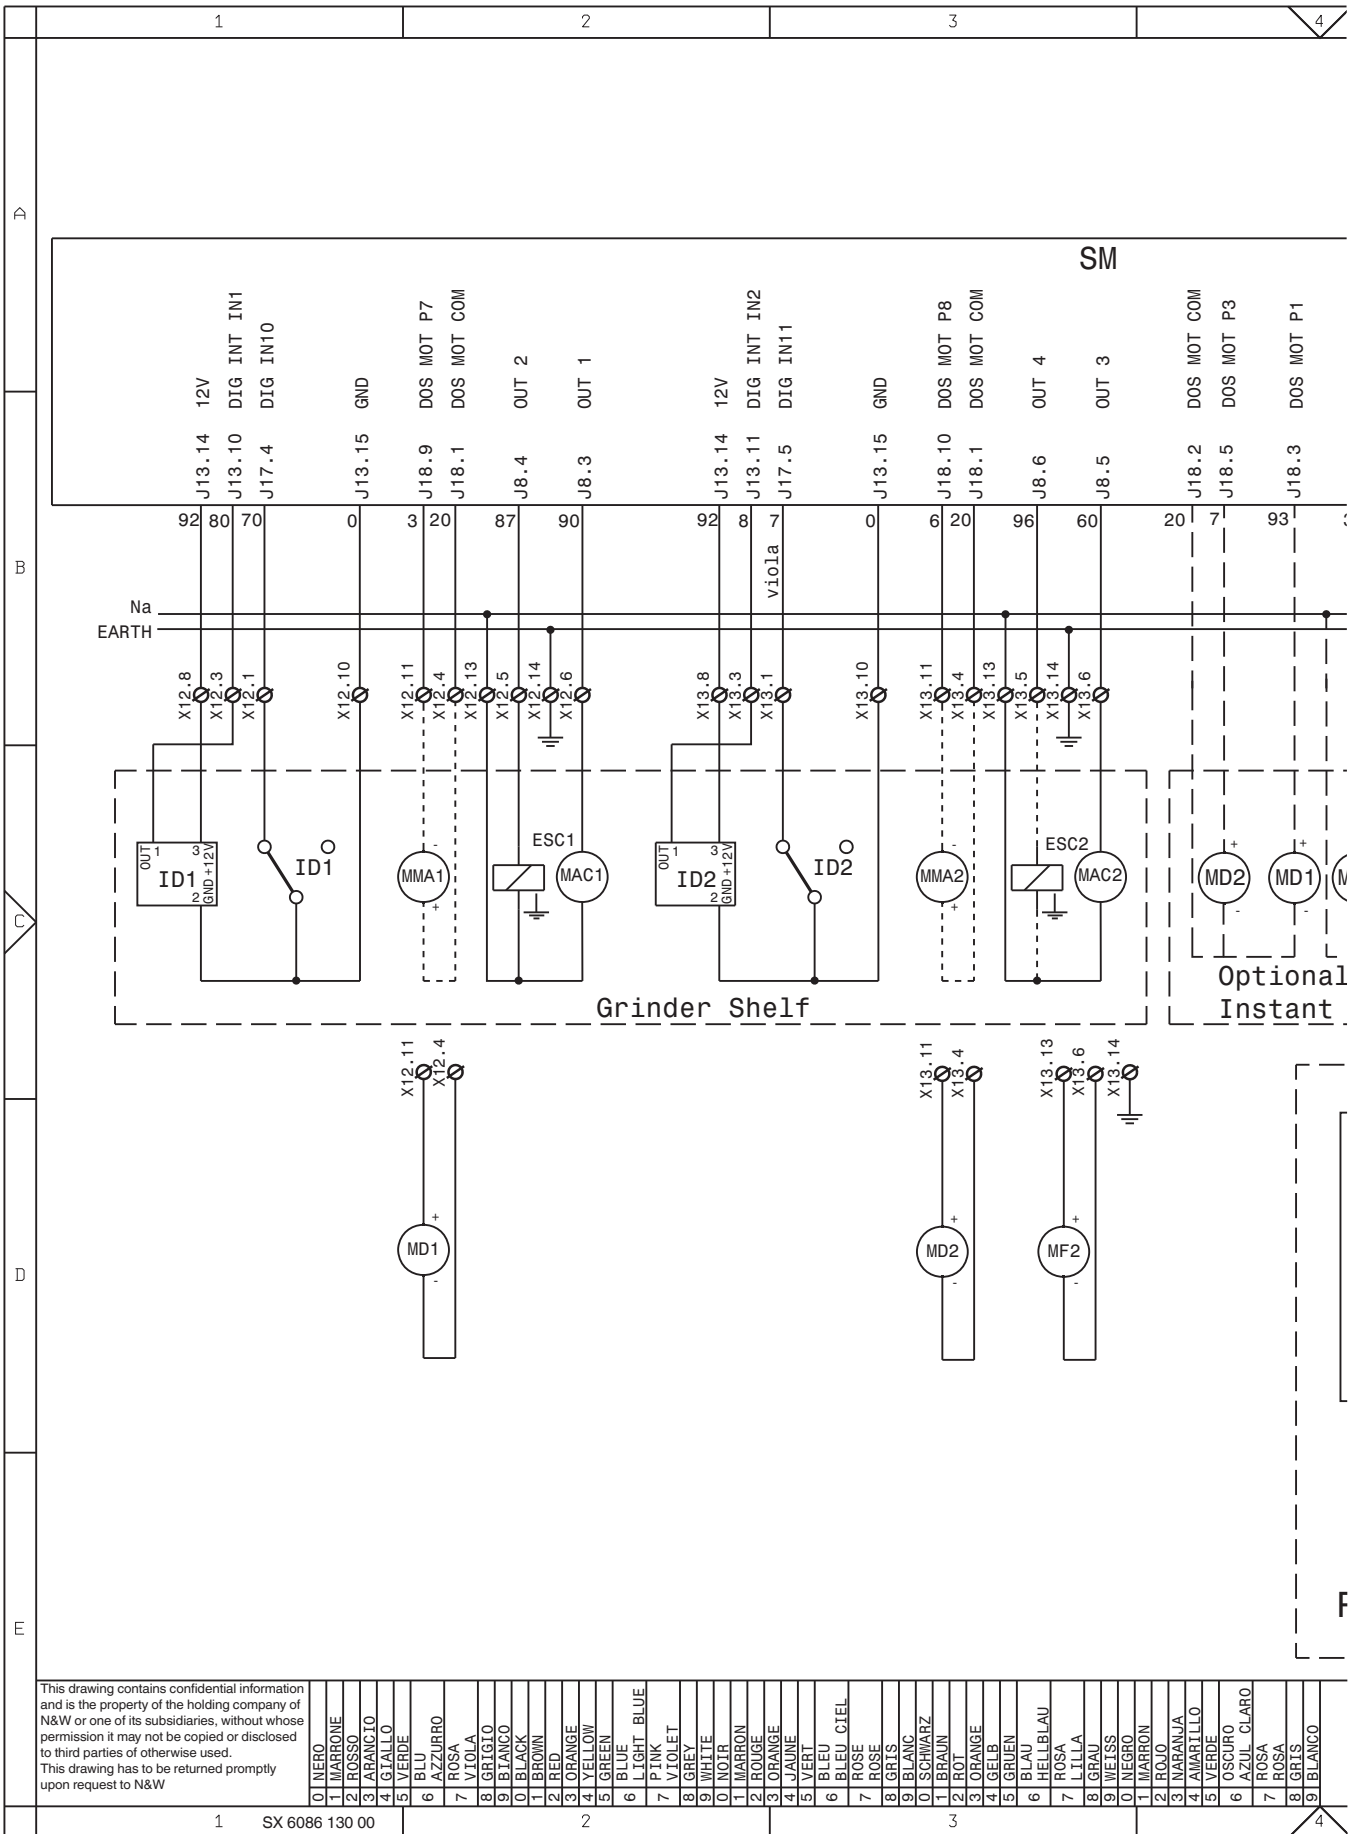 1 2 3 4
A
B
C
D
E
SM
12V
DIG INT IN1
DIG IN10
GND
DOS MOT P7
DOS MOT COM
OUT 2
OUT 1
12V
DIG INT IN2
DIG IN11
GND
DOS MOT P8
DOS MOT COM
OUT 4
OUT 3
DOS MOT COM
DOS MOT P3
DOS MOT P1
J13.14
J13.10
J17.4
J13.15
J18.9
J18.1
J8.4
J8.3
J13.14
J13.11
J17.5
J13.15
J18.10
J18.1
J8.6
J8.5
J18.2
J18.5
J18.3
92 80 70 0 3 20 87 90 92 8 7 0 6 20 96 60 20 7 93
viola
Na
EARTH
X12.8
X12.3
X12.1
X12.10
X12.11
X12.4
X12.13
X12.5
X12.14
X12.6
X13.8
X13.3
X13.1
X13.10
X13.11
X13.4
X13.13
X13.5
X13.14
X13.6
OUT 1 3 +12V
ID1
2 GND
ID1
- MMA1 +
ESC1
MAC1
OUT 1 3 +12V
ID2
2 GND
ID2
- MMA2 +
ESC2
MAC2
+ MD2 -
+ MD1 -
Grinder Shelf
Optional
Instant
X12.11
X12.4
X13.11
X13.4
X13.13
X13.6
X13.14
+ MD1 -
+ MD2 -
+ MF2 -
This drawing contains confidential information
and is the property of the holding company of
N&W or one of its subsidiaries, without whose
permission it may not be copied or disclosed
to third parties of otherwise used.
This drawing has to be returned promptly
upon request to N&W
0 NERO
1 MARRONE
2 ROSSO
3 ARANCIO
4 GIALLO
5 VERDE
6 BLU
AZZURRO
7 ROSA
VIOLA
8 GRIGIO
9 BIANCO
0 BLACK
1 BROWN
2 RED
3 ORANGE
4 YELLOW
5 GREEN
6 BLUE
LIGHT BLUE
7 PINK
VIOLET
8 GREY
9 WHITE
0 NOIR
1 MARRON
2 ROUGE
3 ORANGE
4 JAUNE
5 VERT
6 BLEU
BLEU CIEL
7 ROSE
ROSE
8 GRIS
9 BLANC
0 SCHWARZ
1 BRAUN
2 ROT
3 ORANGE
4 GELB
5 GRUEN
6 BLAU
HELLBLAU
7 ROSA
LILLA
8 GRAU
9 WEISS
0 NEGRO
1 MARRON
2 ROJO
3 NARANJA
4 AMARILLO
5 VERDE
6 OSCURO
AZUL CLARO
7 ROSA
ROSA
8 GRIS
9 BLANCO
1 SX 6086 130 00 2 3 4